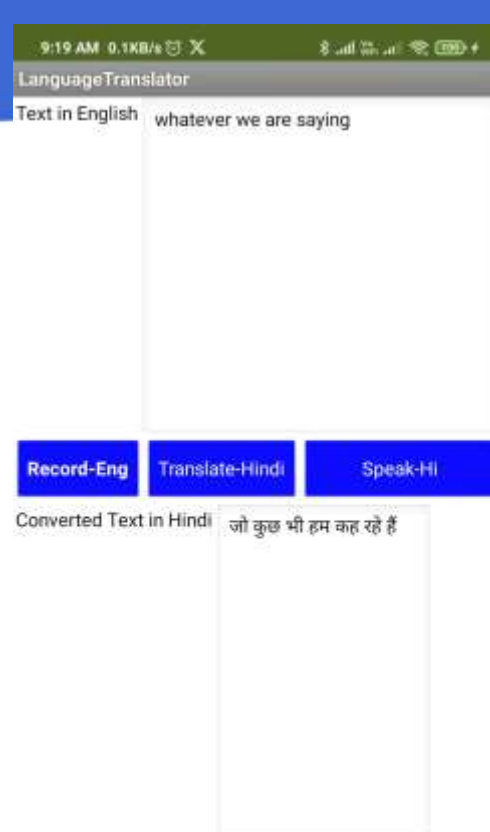 9:19 AM 0.1KB/s
LanguageTranslator
Text in English
whatever we are saying
Record-Eng
Translate-Hindi
Speak-Hi
Converted Text in Hindi
जो कुछ भी हम कह रहे हैं